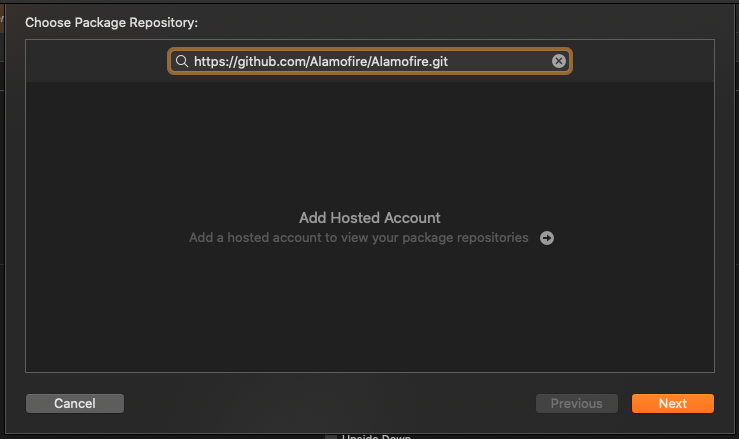 Choose Package Repository:
https://github.com/Alamofire/Alamofire.git
Add Hosted Account
Add a hosted account to view your package repositories
Cancel
Previous
Next
Upside Down